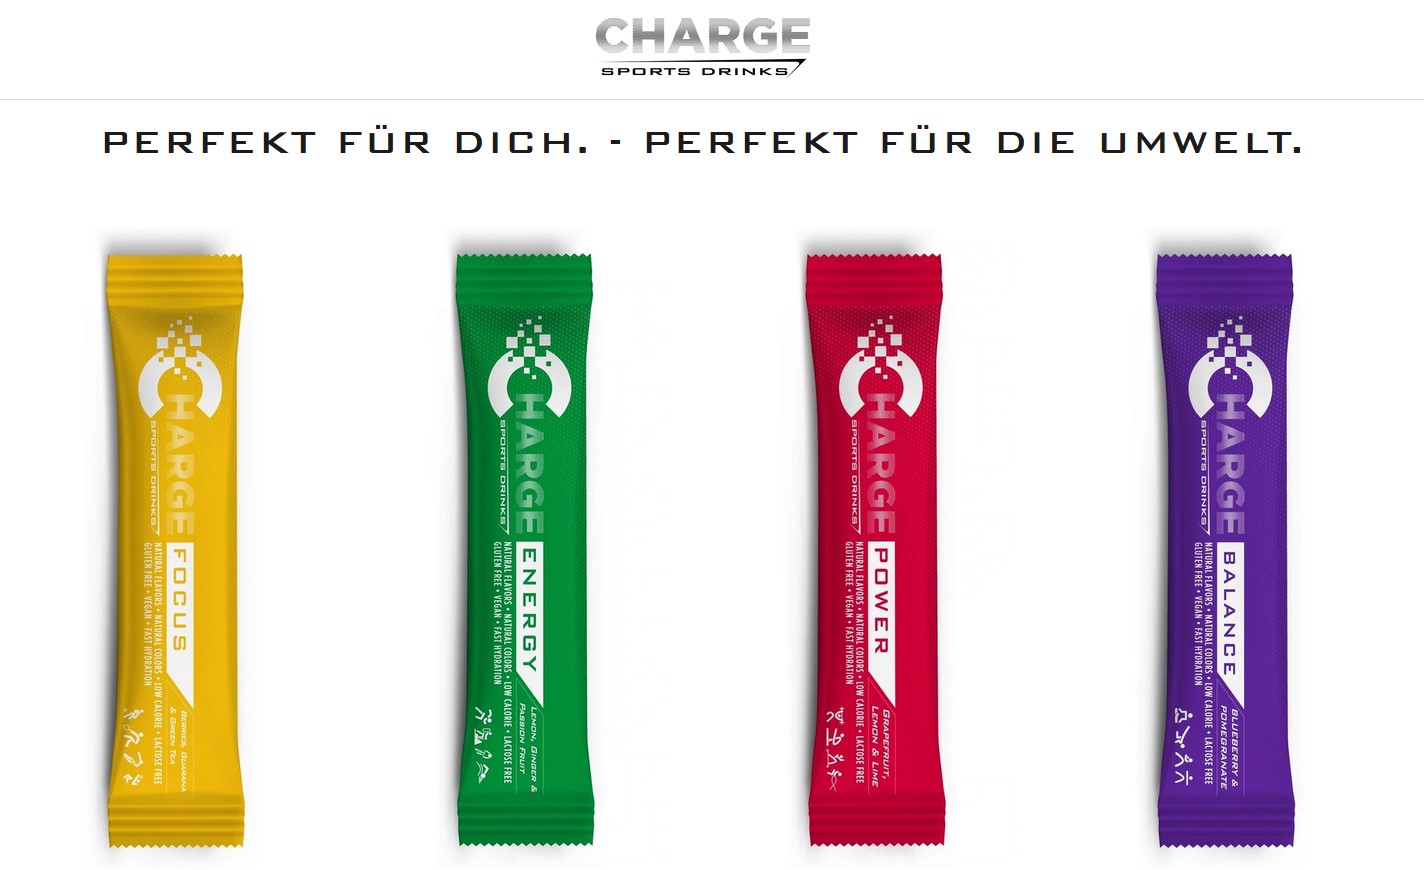 CHARGE
SPORTS DRINKS
PERFEKT FÜR DICH. - PERFEKT FÜR DIE UMWELT.
CHARGE
SPORTS DRINKS
FOCUS
NATURAL FLAVORS • NATURAL COLORS • LOW CALORIE • LACTOSE FREE
GLUTEN FREE • VEGAN • FAST HYDRATION
BERRIES, GUARANA
& GREEN TEA
CHARGE
SPORTS DRINKS
ENERGY
NATURAL FLAVORS • NATURAL COLORS • LOW CALORIE • LACTOSE FREE
GLUTEN FREE • VEGAN • FAST HYDRATION
LEMON, GINGER &
PASSION FRUIT
CHARGE
SPORTS DRINKS
POWER
NATURAL FLAVORS • NATURAL COLORS • LOW CALORIE • LACTOSE FREE
GLUTEN FREE • VEGAN • FAST HYDRATION
GRAPEFRUIT,
LEMON & LIME
CHARGE
SPORTS DRINKS
BALANCE
NATURAL FLAVORS • NATURAL COLORS • LOW CALORIE • LACTOSE FREE
GLUTEN FREE • VEGAN • FAST HYDRATION
BLUEBERRY &
POMEGRANATE